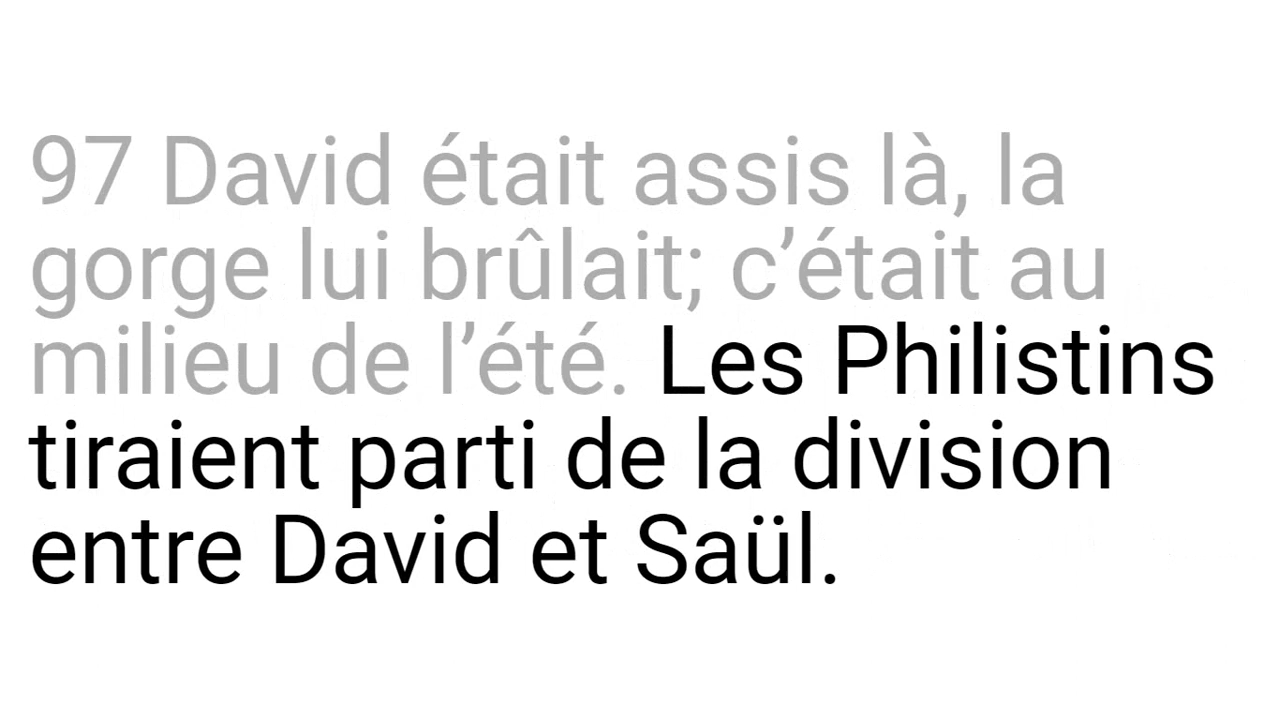 97 David était assis là, la
gorge lui brûlait; c’était au
milieu de l’été. Les Philistins
tiraient parti de la division
entre David et Saül.